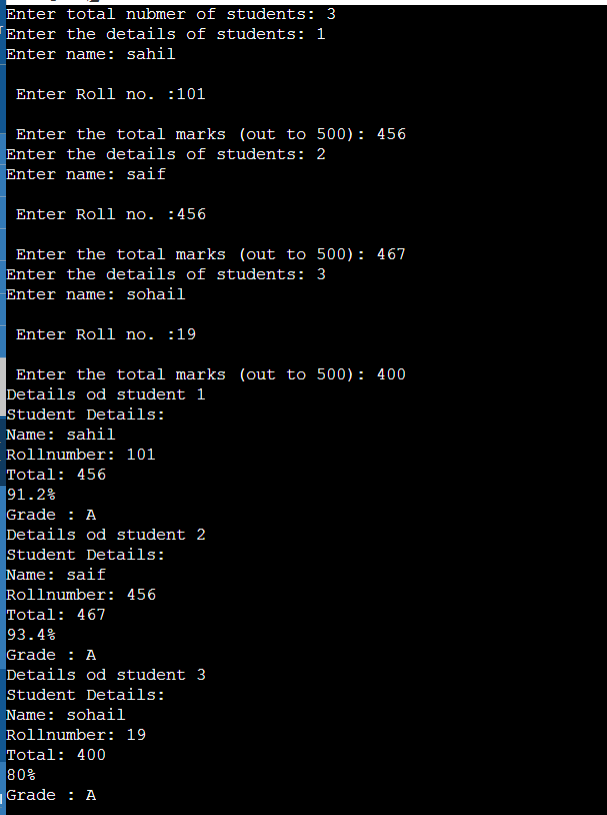 Enter total nubmer of students: 3
Enter the details of students: 1
Enter name: sahil
Enter Roll no. :101
Enter the total marks (out to 500): 456
Enter the details of students: 2
Enter name: saif
Enter Roll no. :456
Enter the total marks (out to 500): 467
Enter the details of students: 3
Enter name: sohail
Enter Roll no. :19
Enter the total marks (out to 500): 400
Details od student 1
Student Details:
Name: sahil
Rollnumber: 101
Total: 456
91.2%
Grade : A
Details od student 2
Student Details:
Name: saif
Rollnumber: 456
Total: 467
93.4%
Grade : A
Details od student 3
Student Details:
Name: sohail
Rollnumber: 19
Total: 400
80%
Grade : A